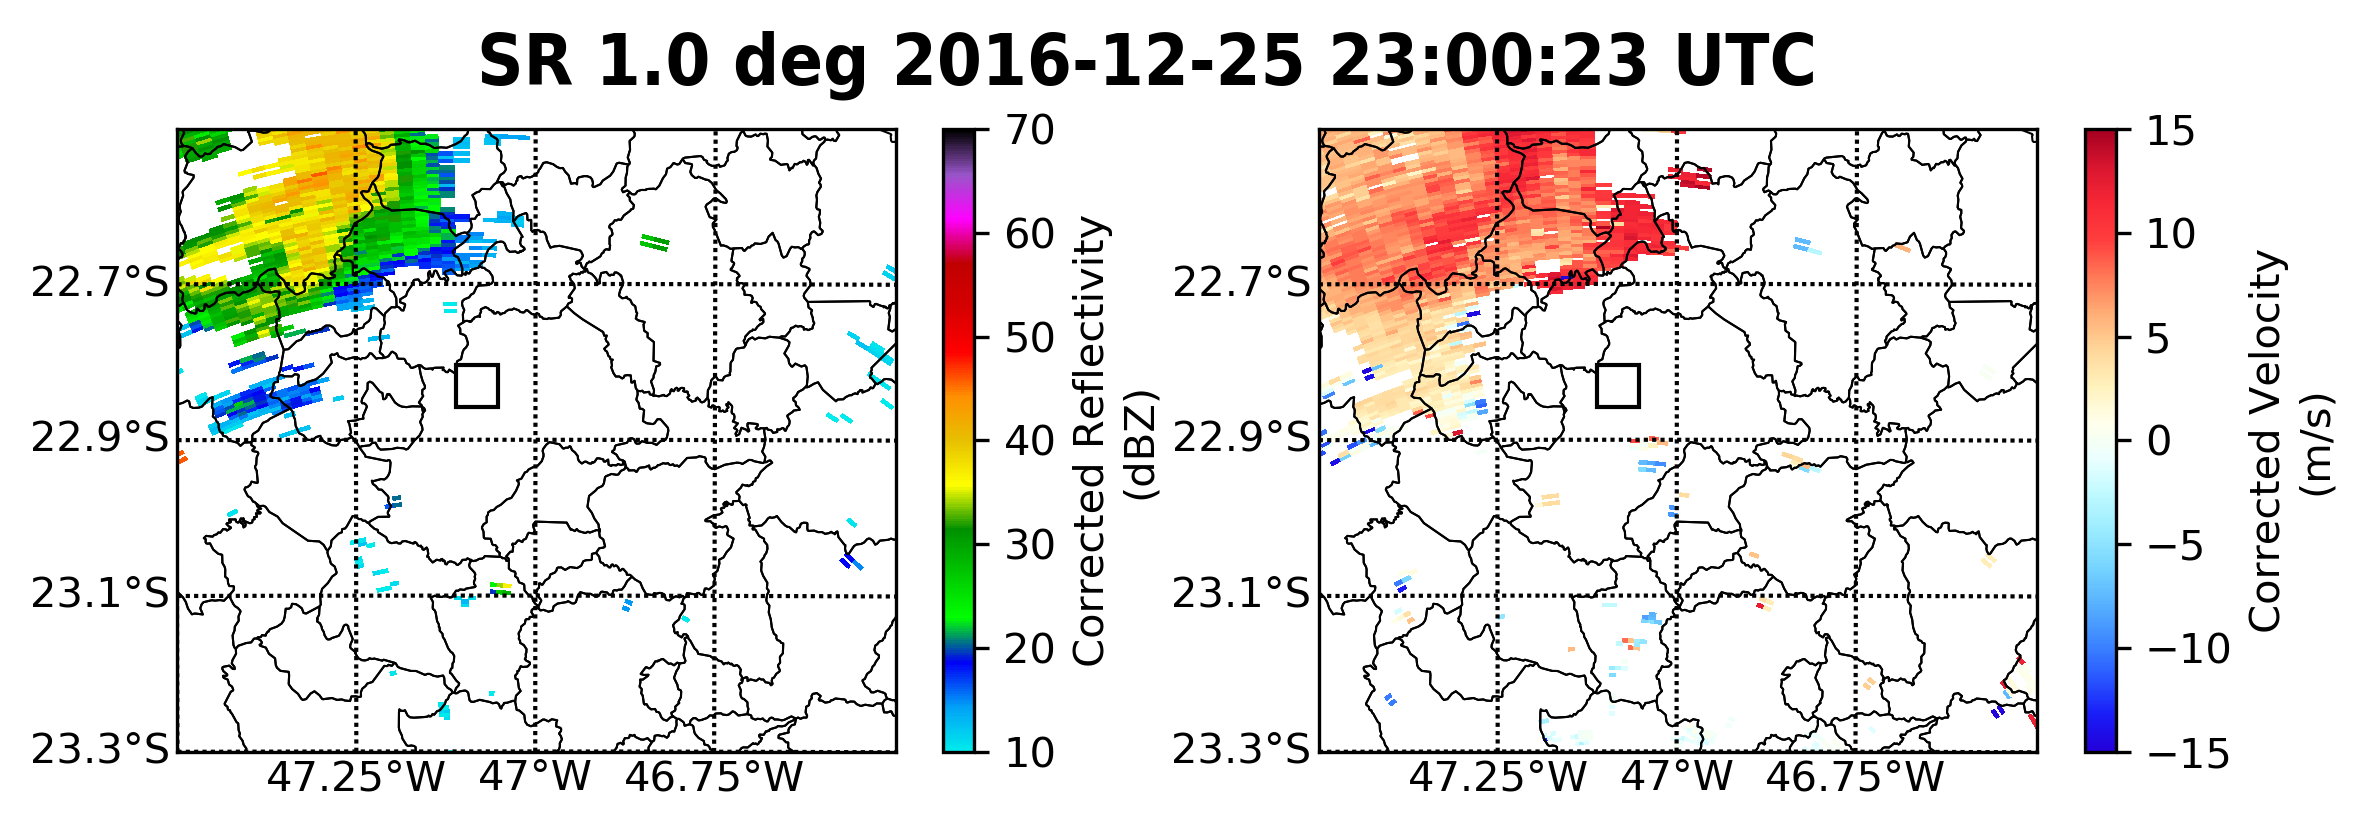 SR 1.0 deg 2016-12-25 23:00:23 UTC
22.7°S
22.9°S
23.1°S
23.3°S
47.25°W
47°W
46.75°W
70
60
50
40
30
20
10
Corrected Reflectivity
(dBZ)
22.7°S
22.9°S
23.1°S
23.3°S
47.25°W
47°W
46.75°W
15
10
5
0
−5
−10
−15
Corrected Velocity
(m/s)